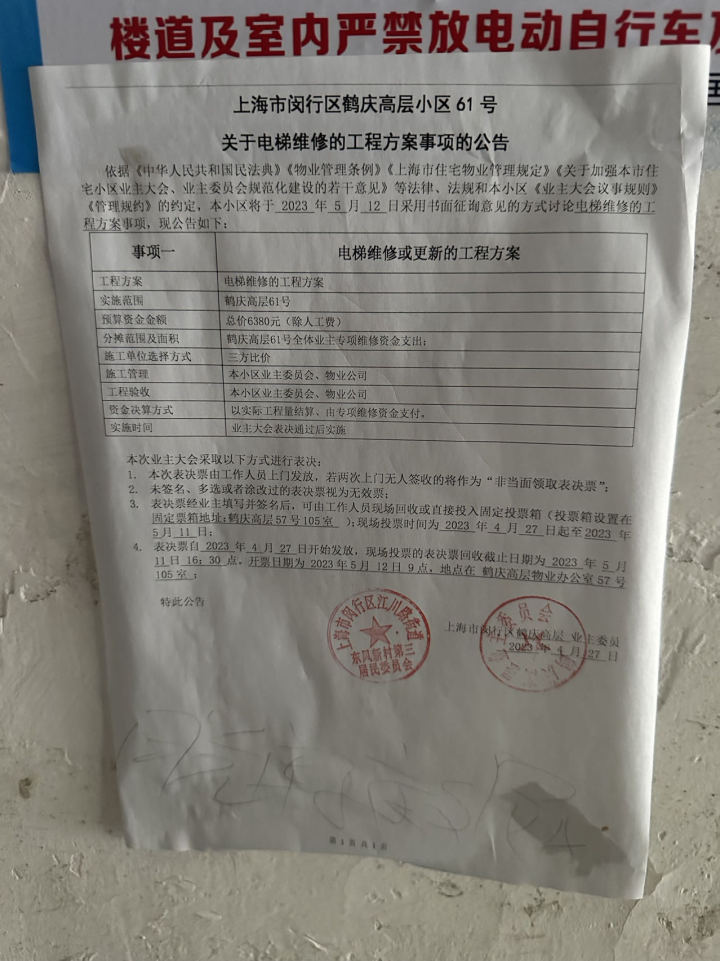 楼道及室内严禁放电动自行车
上海市闵行区鹤庆高层小区 61 号
关于电梯维修的工程方案事项的公告
依据《中华人民共和国民法典》《物业管理条例》《上海市住宅物业管理规定》《关于加强本市住
宅小区业主大会、业主委员会规范化建设的若干意见》等法律、法规和本小区《业主大会议事规则》
《管理规约》的约定，本小区将于 2023 年 5 月 12 日采用书面征询意见的方式讨论电梯维修的工
程方案事项，现公告如下：
事项一 电梯维修或更新的工程方案
工程方案 电梯维修的工程方案
实施范围 鹤庆高层61号
预算资金金额 总价6380元（除人工费）
分摊范围及面积 鹤庆高层61号全体业主专项维修资金支出；
施工单位选择方式 三方比价
施工管理 本小区业主委员会、物业公司
工程验收 本小区业主委员会、物业公司
资金决算方式 以实际工程量结算、由专项维修资金支付。
实施时间 业主大会表决通过后实施
本次业主大会采取以下方式进行表决：
1. 本次表决票由工作人员上门发放，若两次上门无人签收的将作为“非当面领取表决票”；
2. 未签名、多选或者涂改过的表决票视为无效票；
3. 表决票经业主填写并签名后，可由工作人员现场回收或直接投入固定投票箱（投票箱设置在
固定票箱地址:鹤庆高层57号105室 ）;现场投票时间为 2023 年 4 月 27 日起至 2023 年
5 月 11 日；
4. 表决票自 2023 年 4 月 27 日开始发放，现场投票的表决票回收截止日期为 2023 年 5 月
11 日 16：30 点，开票日期为 2023 年 5 月 12 日 9 点，地点在 鹤庆高层物业办公室 57 号
105 室 ；
特此公告
上海市闵行区江川路街道
东风新村第三
居民委员会
上海市闵行区鹤庆高层 业主委员
2023 年 4 月 27 日
第 1 页 共 1 页